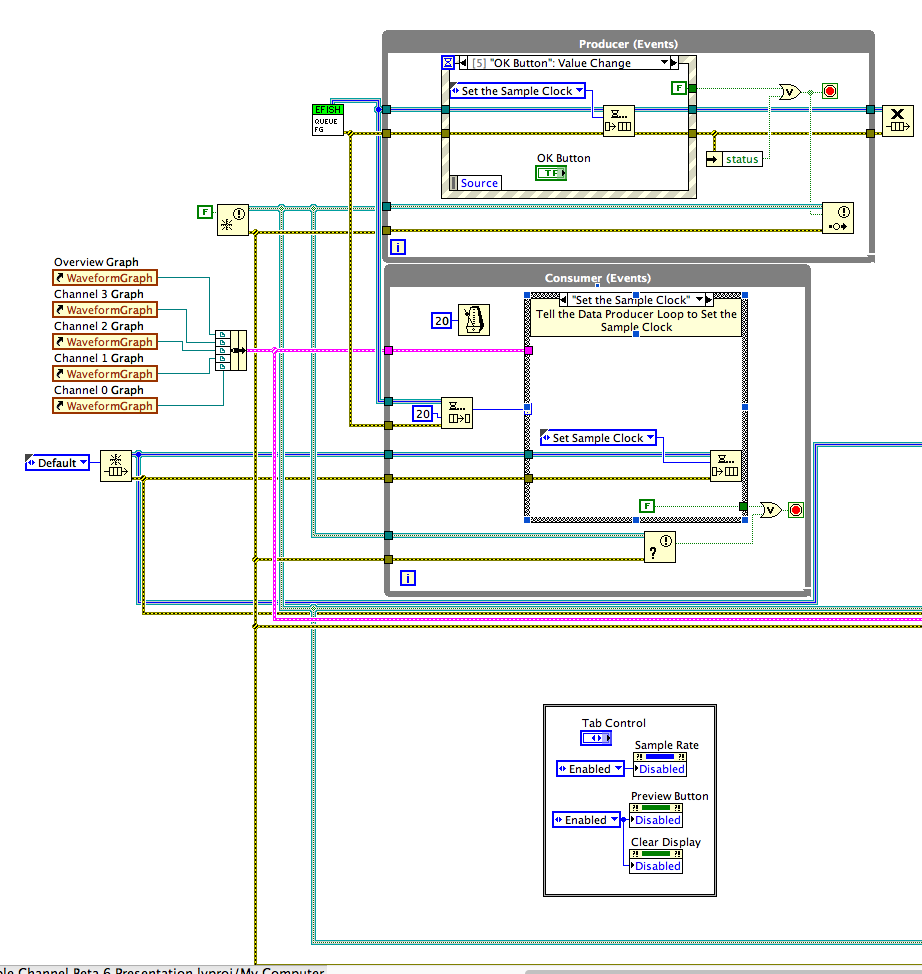 Producer (Events)
[5] "OK Button": Value Change
F
Set the Sample Clock
EFISH
QUEUE
FG
status
OK Button
TF
Source
F
i
Overview Graph
WaveformGraph
Channel 3 Graph
WaveformGraph
Channel 2 Graph
WaveformGraph
Channel 1 Graph
WaveformGraph
Channel 0 Graph
WaveformGraph
Consumer (Events)
"Set the Sample Clock"
Tell the Data Producer Loop to Set the
Sample Clock
20
20
Set Sample Clock
Default
F
?
i
Tab Control
Sample Rate
Enabled
Disabled
Preview Button
Enabled
Disabled
Clear Display
Disabled
ple Channel Beta 6 Presentation.lvproj/My Computer